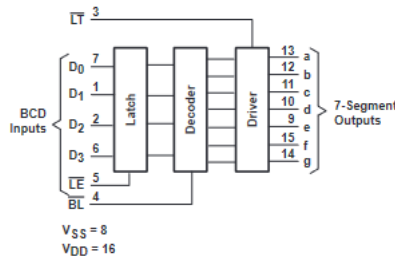 LT 3
D0 7
D1 1
D2 2
D3 6
LE 5
BL 4
BCD
Inputs
Latch
Decoder
Driver
13 a
12 b
11 c
10 d
9 e
15 f
14 g
7-Segment
Outputs
VSS = 8
VDD = 16